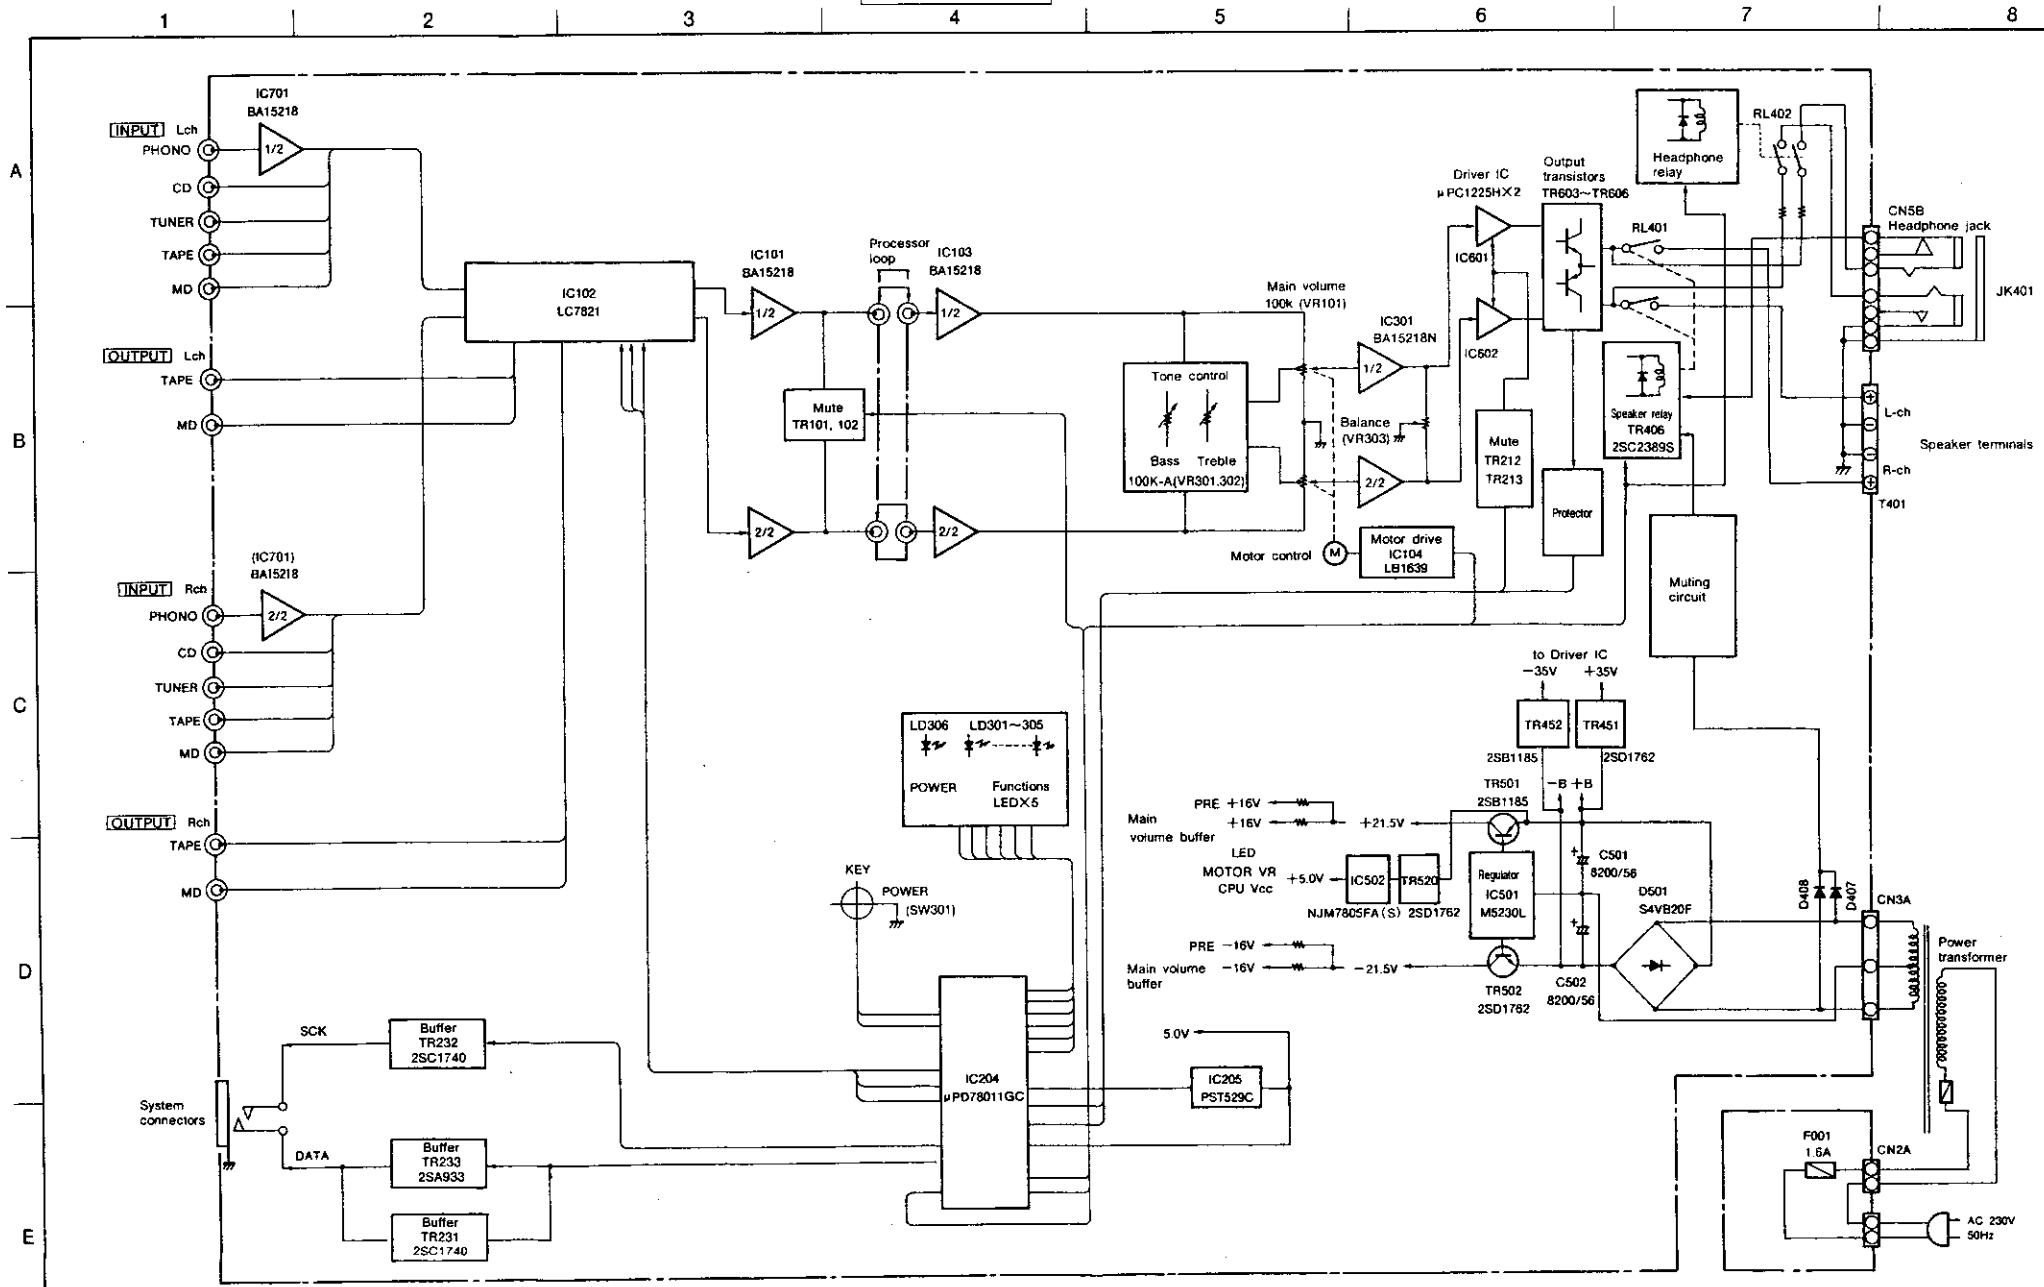 1 2 3 4 5 6 7 8
A
B
C
D
E
IC701
BA15218
INPUT Lch
PHONO
1/2
CD
TUNER
TAPE
MD
OUTPUT Lch
TAPE
MD
(IC701)
BA15218
INPUT Rch
PHONO
2/2
CD
TUNER
TAPE
MD
OUTPUT Rch
TAPE
MD
IC102
LC7821
IC101
BA15218
1/2
Mute
TR101, 102
2/2
Processor
loop
IC103
BA15218
1/2
2/2
Main volume
100k (VR101)
Tone control
Bass Treble
100K-A(VR301,302)
IC301
BA15218N
1/2
Balance
(VR303)
2/2
Motor control
M
Motor drive
IC104
LB1639
Driver IC
μPC1225HX2
IC601
IC602
Output
transistors
TR603~TR606
Mute
TR212
TR213
Protector
Headphone
relay
RL402
RL401
Speaker relay
TR406
2SC2389S
Muting
circuit
CN5B
Headphone jack
JK401
L-ch
Speaker terminals
R-ch
T401
to Driver IC
-35V +35V
TR452
TR451
2SB1185
2SD1762
TR501
2SB1185
-B +B
LD306 LD301~305
POWER
Functions
LEDX5
PRE +16V
Main
volume buffer
+16V
+21.5V
LED
MOTOR VR
CPU Vcc
+5.0V
IC502
TR520
NJM7805FA(S) 2SD1762
Regulator
IC501
M5230L
C501
8200/56
D501
S4VB20F
D408
D407
CN3A
Power
transformer
PRE -16V
Main volume
buffer
-16V
-21.5V
TR502
2SD1762
C502
8200/56
KEY
POWER
(SW301)
SCK
Buffer
TR232
2SC1740
System
connectors
DATA
Buffer
TR233
2SA933
Buffer
TR231
2SC1740
IC204
μPD78011GC
5.0V
IC205
PST529C
F001
1.6A
CN2A
AC 230V
50Hz